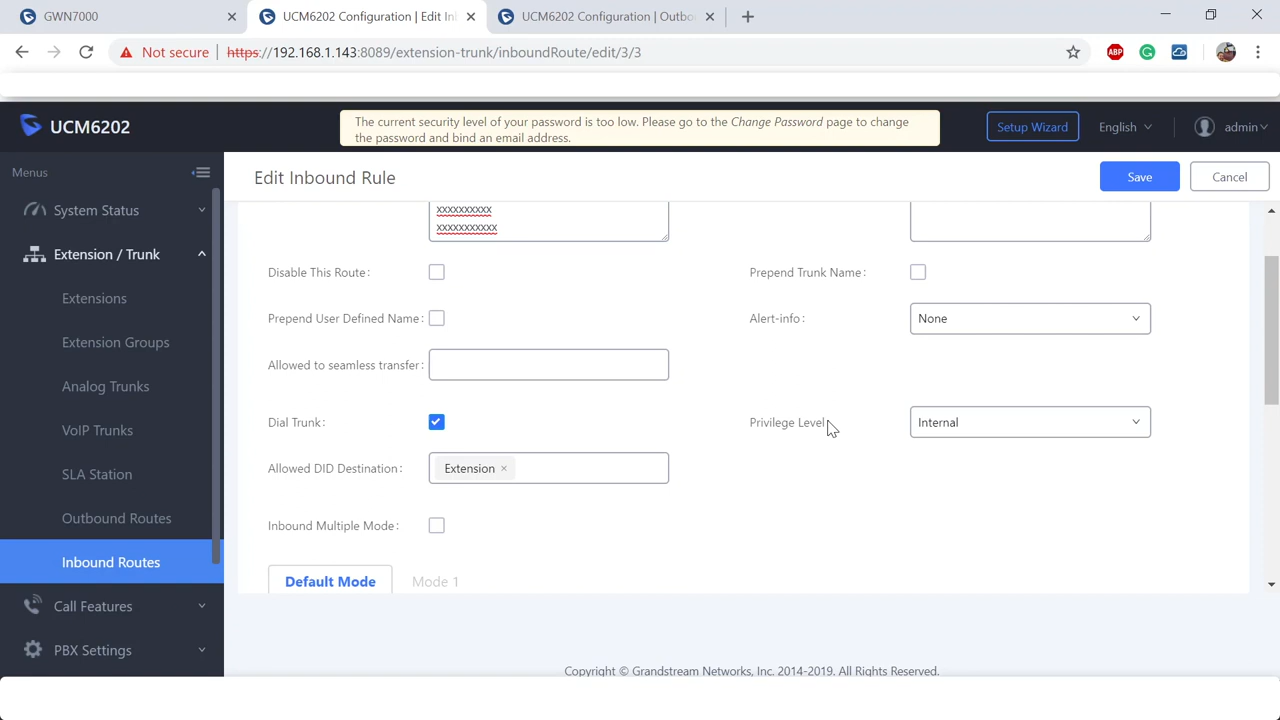 GWN7000
UCM6202 Configuration | Edit In
UCM6202 Configuration | Outbo
Not secure
https://192.168.1.143:8089/extension-trunk/inboundRoute/edit/3/3
ABP
UCM6202
The current security level of your password is too low. Please go to the Change Password page to change
the password and bind an email address.
Setup Wizard
English
admin
Menus
Edit Inbound Rule
Save
Cancel
System Status
Extension / Trunk
Extensions
Extension Groups
Analog Trunks
VoIP Trunks
SLA Station
Outbound Routes
Inbound Routes
Call Features
PBX Settings
xxxxxxxxxx
xxxxxxxxxxx
Disable This Route:
Prepend Trunk Name:
Prepend User Defined Name:
Alert-info:
None
Allowed to seamless transfer:
Dial Trunk:
Privilege Level
Internal
Allowed DID Destination:
Extension ×
Inbound Multiple Mode:
Default Mode
Mode 1
Copyright © Grandstream Networks, Inc. 2014-2019. All Rights Reserved.